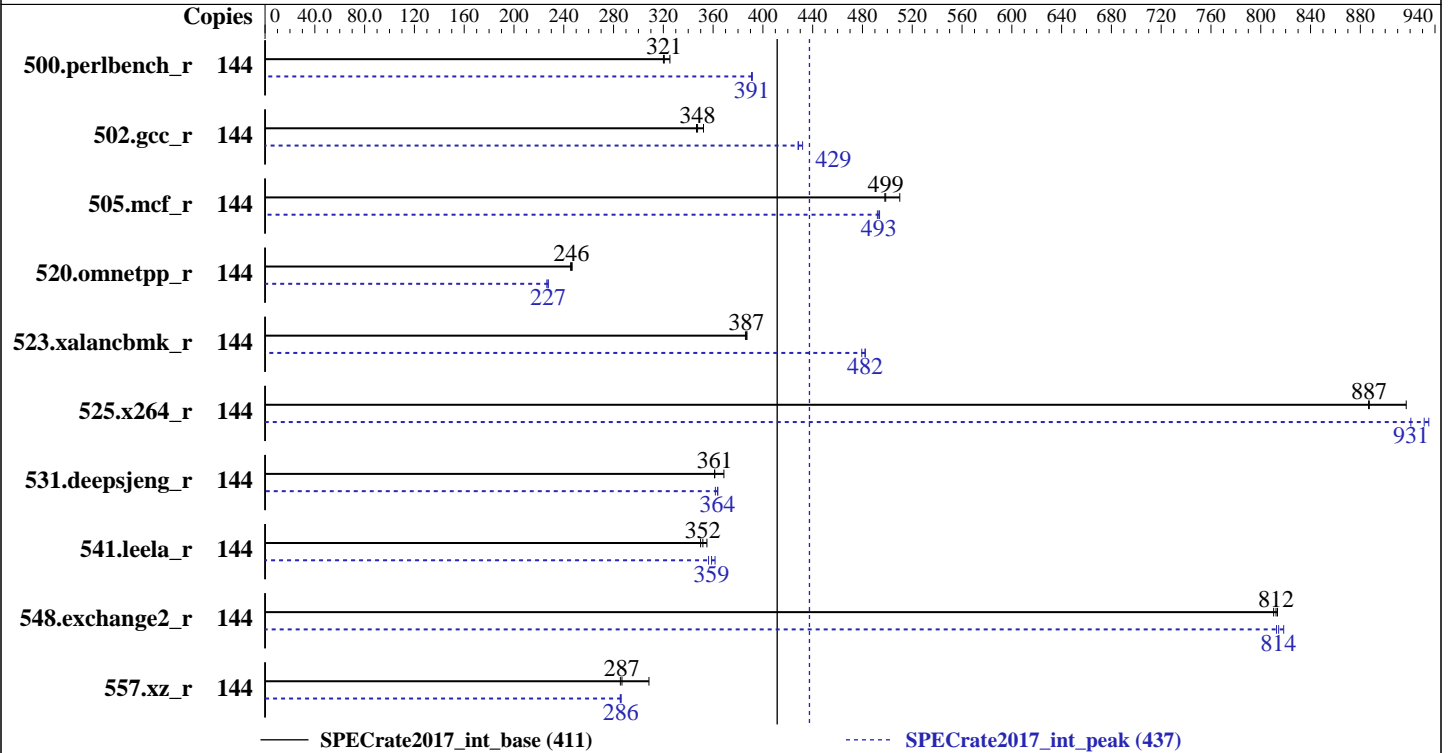 Copies 0 40.0 80.0 120 160 200 240 280 320 360 400 440 480 520 560 600 640 680 720 760 800 840 880 940
321
500.perlbench_r 144
391
348
502.gcc_r 144
429
499
505.mcf_r 144
493
246
520.omnetpp_r 144
227
387
523.xalancbmk_r 144
482
887
525.x264_r 144
931
361
531.deepsjeng_r 144
364
352
541.leela_r 144
359
812
548.exchange2_r 144
814
287
557.xz_r 144
286
SPECrate2017_int_base (411) SPECrate2017_int_peak (437)